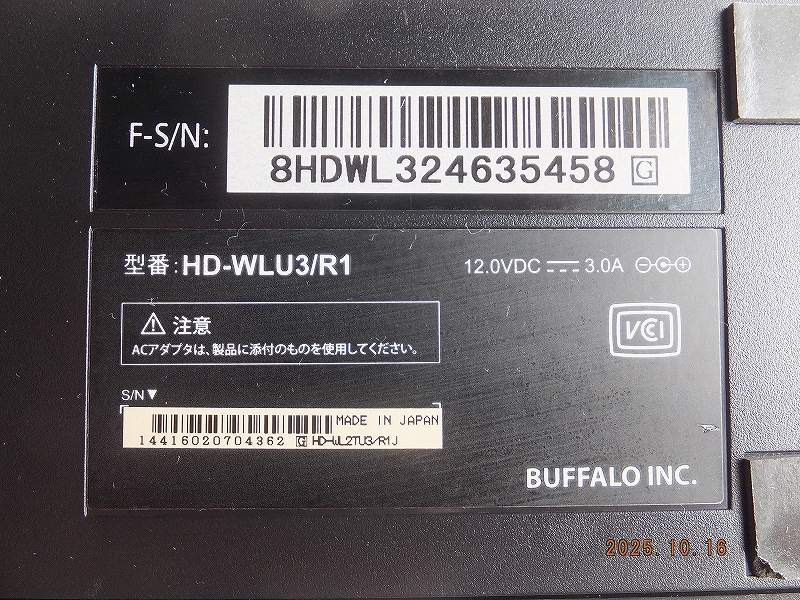 F-S/N:
8HDWL324635458 G
型番:HD-WLU3/R1
12.0VDC 3.0A
注意
ACアダプタは、製品に添付のものを使用してください。
VCCI
S/N▼
MADE IN JAPAN
14416020704362 G HD-WL2TU3/R1J
BUFFALO INC.
2025.10.16